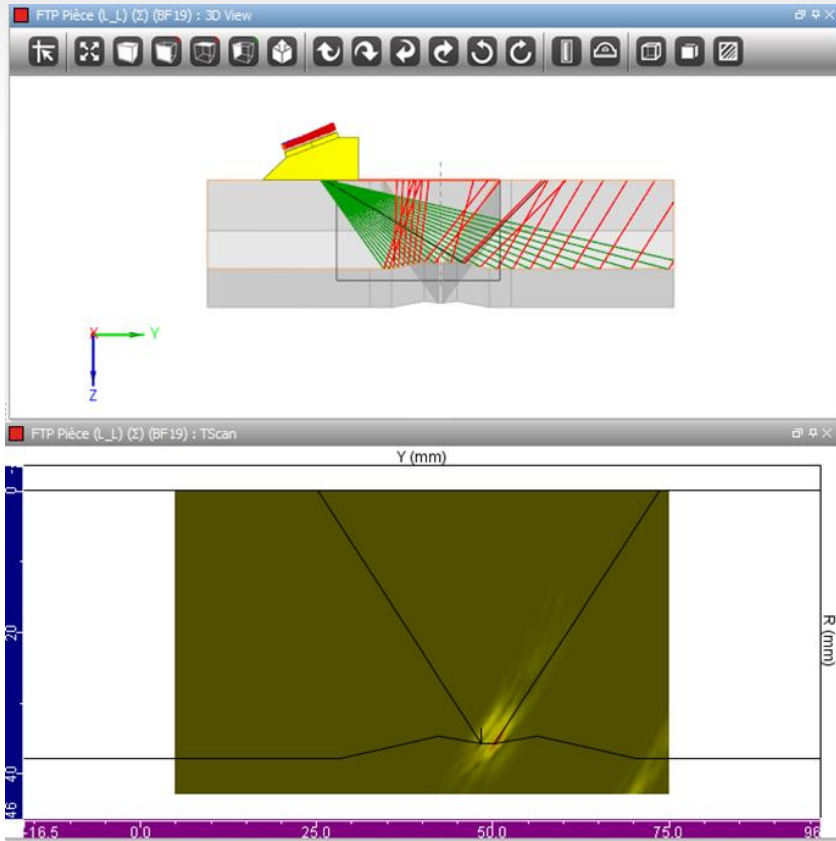 FTP Pièce (L_L) (Σ) (BF19) : 3D View
X
Y
Z
FTP Pièce (L_L) (Σ) (BF19) : TScan
Y (mm)
0
20
40
46
R (mm)
-16.5 0.0 25.0 50.0 75.0 96